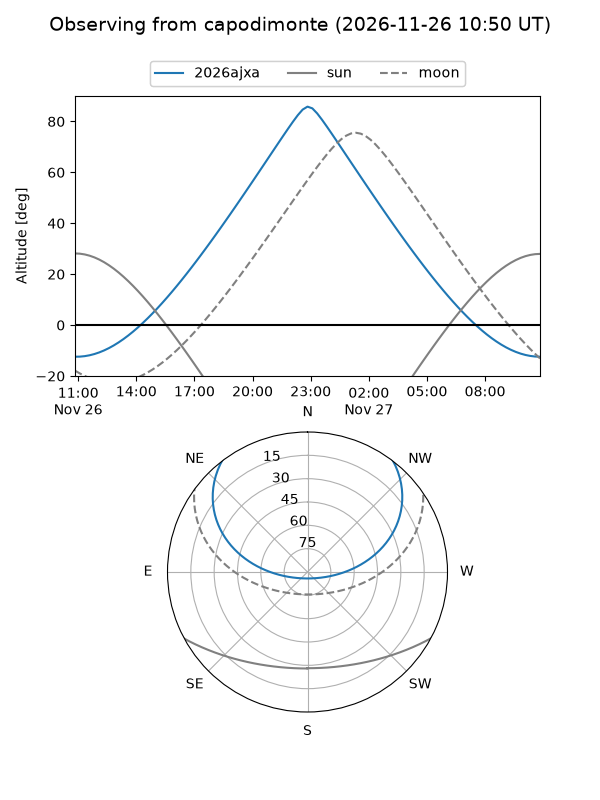 Observing from capodimonte (2026-11-26 10:50 UT)
2026ajxa sun moon
Altitude [deg]
80
60
40
20
0
−20
11:00 14:00 17:00 20:00 23:00 02:00 05:00 08:00
Nov 26 Nov 27
N
NE NW
15
30
45
60
75
E W
SE SW
S